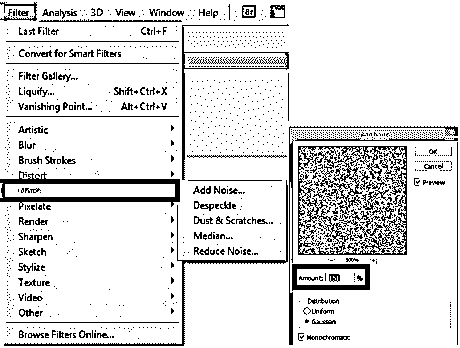 Filter Analysis 3D View Window Help Br
Last Filter Ctrl+F
Convert for Smart Filters
Filter Gallery...
Liquify... Shift+Ctrl+X
Vanishing Point... Alt+Ctrl+V
Artistic
Blur
Brush Strokes
Distort
Noise
Pixelate
Render
Sharpen
Sketch
Stylize
Texture
Video
Other
Browse Filters Online...
Add Noise...
Despeckle
Dust & Scratches...
Median...
Reduce Noise...
Add Noise
OK
Cancel
Preview
100%
Amount: %
Distribution
Uniform
Gaussian
Monochromatic